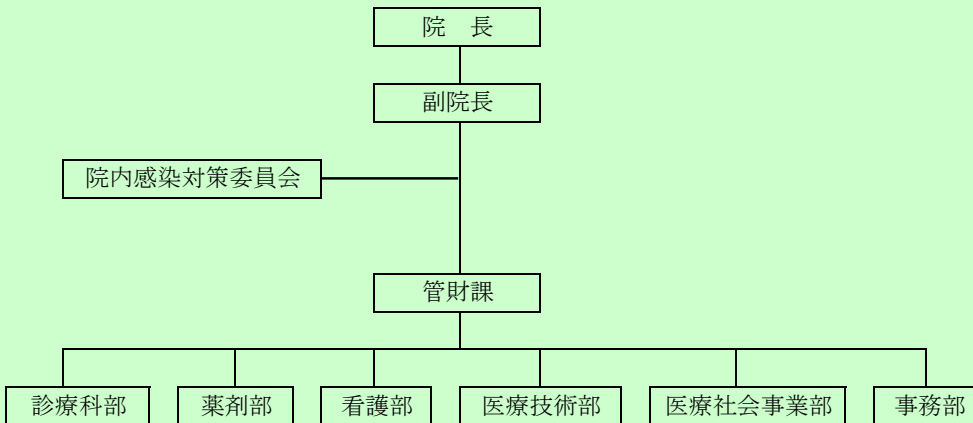 院　長
副院長
院内感染対策委員会
管財課
診療科部
薬剤部
看護部
医療技術部
医療社会事業部
事務部